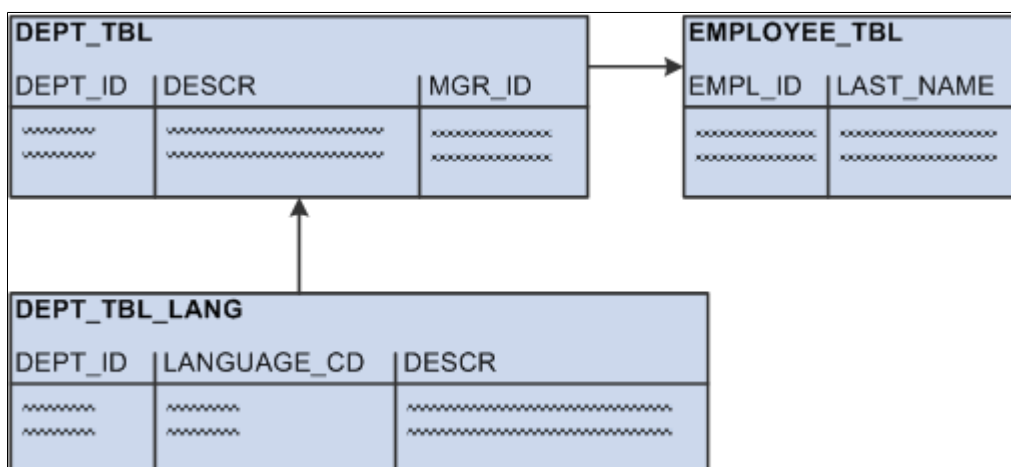 DEPT_TBL
DEPT_ID DESCR MGR_ID
EMPLOYEE_TBL
EMPL_ID LAST_NAME
DEPT_TBL_LANG
DEPT_ID LANGUAGE_CD DESCR